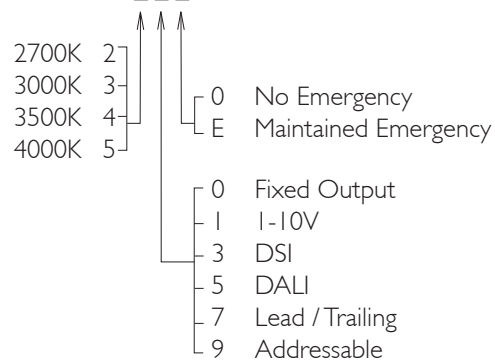 2700K 2
3000K 3
3500K 4
4000K 5
0 No Emergency
E Maintained Emergency
0 Fixed Output
1 1-10V
3 DSI
5 DALI
7 Lead / Trailing
9 Addressable